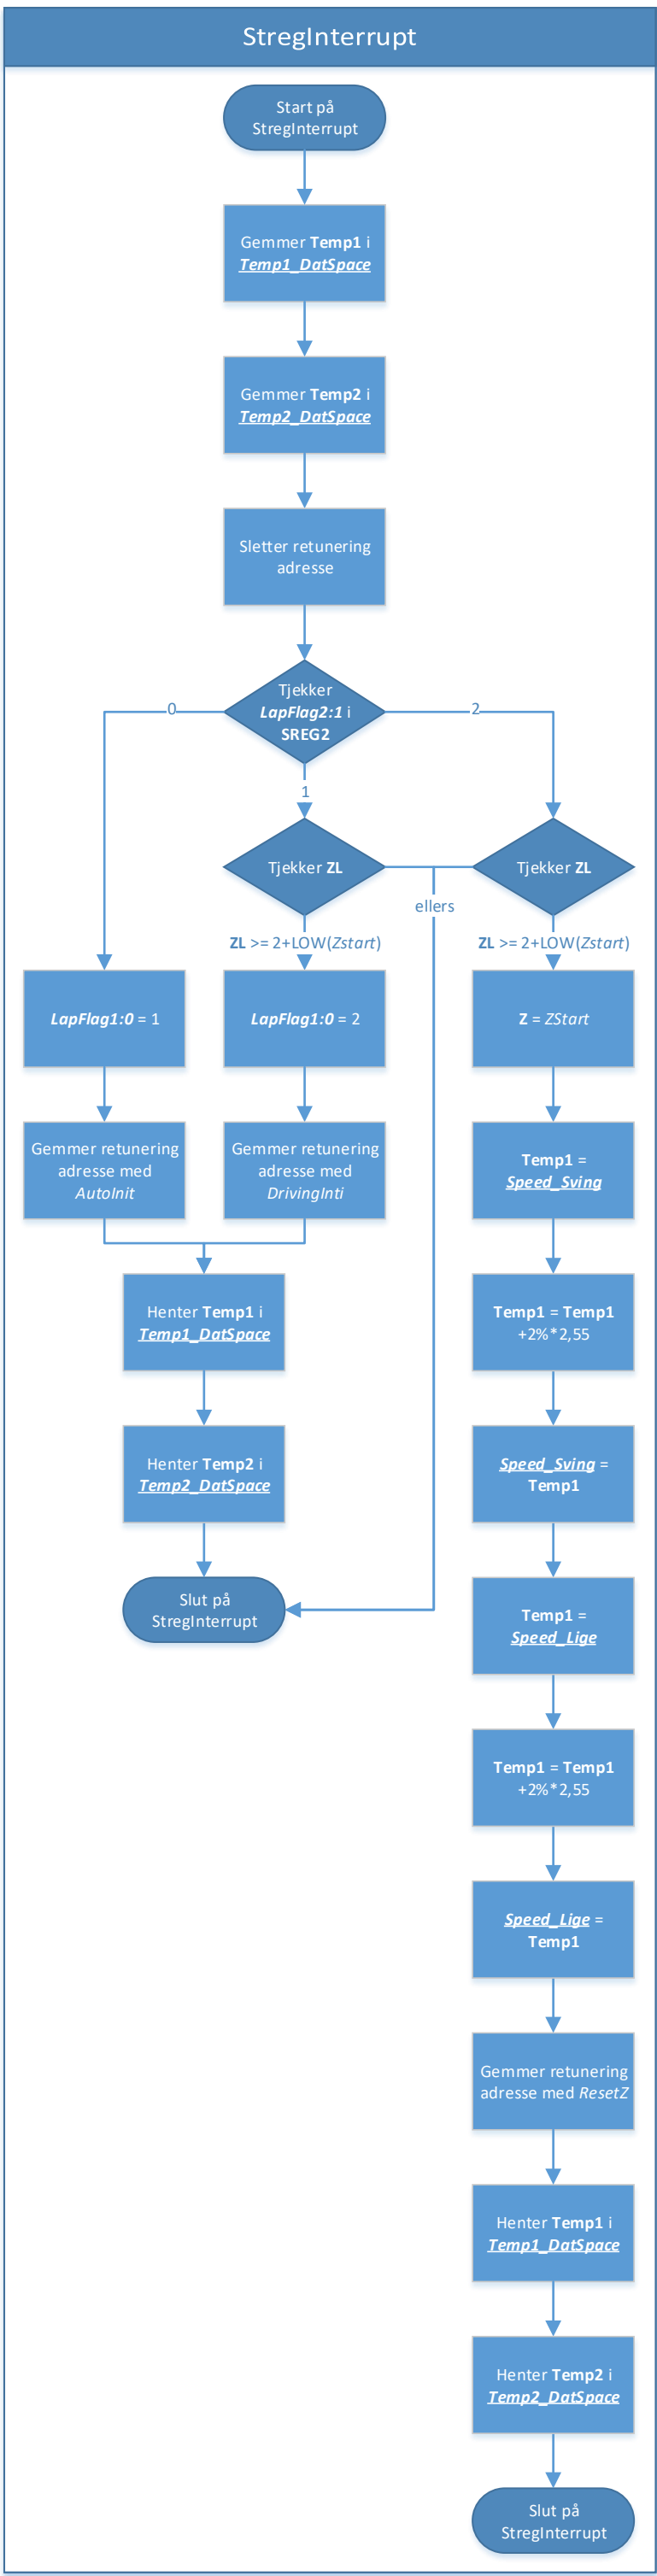 StregInterrupt
Start på
StregInterrupt
Gemmer Temp1 i
Temp1_DatSpace
Gemmer Temp2 i
Temp2_DatSpace
Sletter retunering
adresse
Tjekker
LapFlag2:1 i
SREG2
0
2
1
Tjekker ZL
Tjekker ZL
ellers
ZL >= 2+LOW(Zstart)
ZL >= 2+LOW(Zstart)
LapFlag1:0 = 1
LapFlag1:0 = 2
Z = ZStart
Gemmer retunering
adresse med
AutoInit
Gemmer retunering
adresse med
DrivingInti
Temp1 =
Speed_Sving
Henter Temp1 i
Temp1_DatSpace
Temp1 = Temp1
+2%*2,55
Henter Temp2 i
Temp2_DatSpace
Speed_Sving =
Temp1
Slut på
StregInterrupt
Temp1 =
Speed_Lige
Temp1 = Temp1
+2%*2,55
Speed_Lige =
Temp1
Gemmer retunering
adresse med ResetZ
Henter Temp1 i
Temp1_DatSpace
Henter Temp2 i
Temp2_DatSpace
Slut på
StregInterrupt